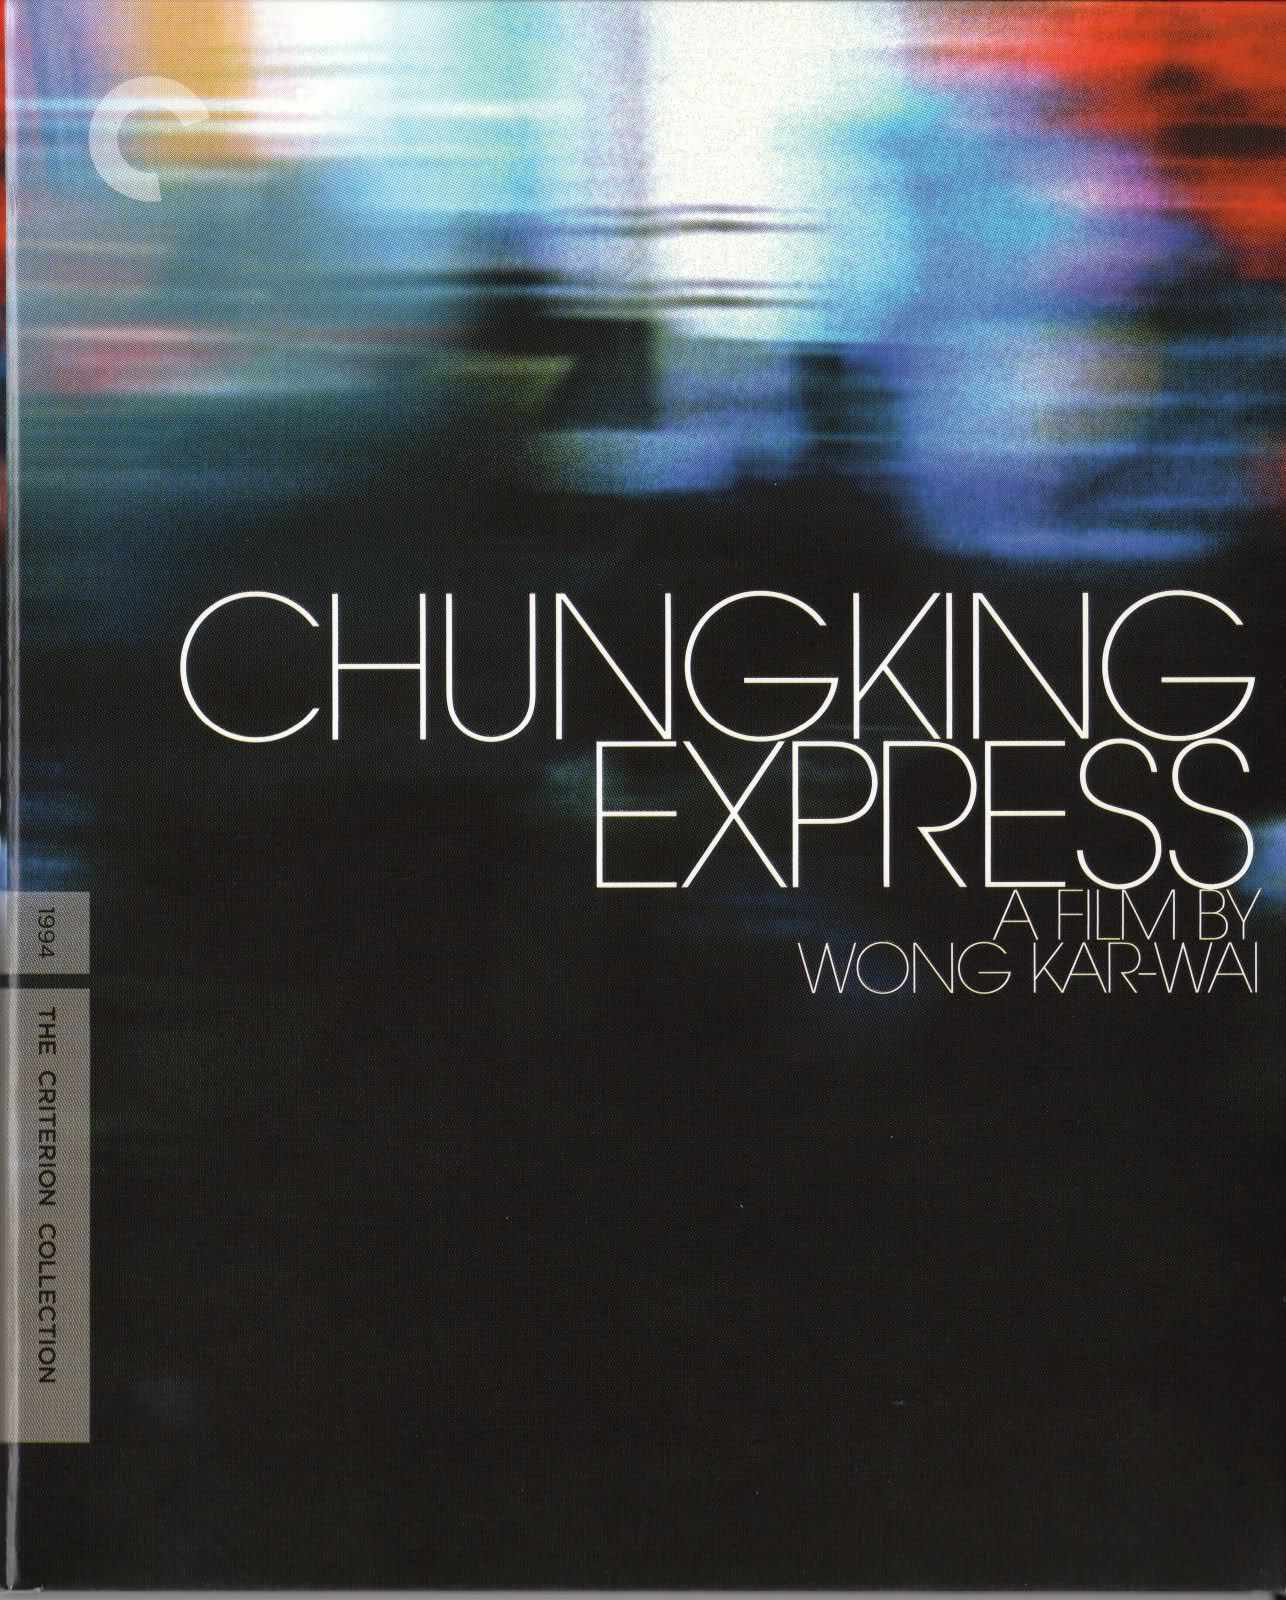 CHUNGKING
EXPRESS
A FILM BY
WONG KAR-WAI
1994
THE CRITERION COLLECTION